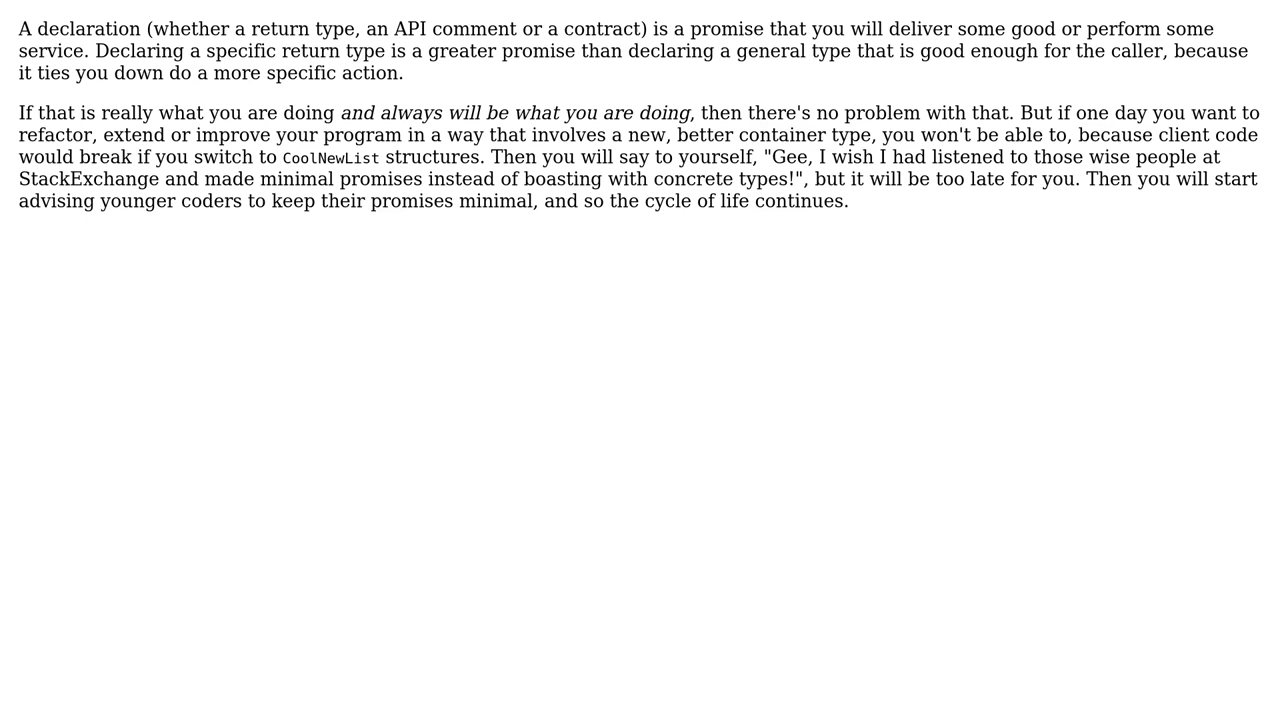 A declaration (whether a return type, an API comment or a contract) is a promise that you will deliver some good or perform some
service. Declaring a specific return type is a greater promise than declaring a general type that is good enough for the caller, because
it ties you down do a more specific action.
If that is really what you are doing and always will be what you are doing, then there's no problem with that. But if one day you want to
refactor, extend or improve your program in a way that involves a new, better container type, you won't be able to, because client code
would break if you switch to CoolNewList structures. Then you will say to yourself, "Gee, I wish I had listened to those wise people at
StackExchange and made minimal promises instead of boasting with concrete types!", but it will be too late for you. Then you will start
advising younger coders to keep their promises minimal, and so the cycle of life continues.